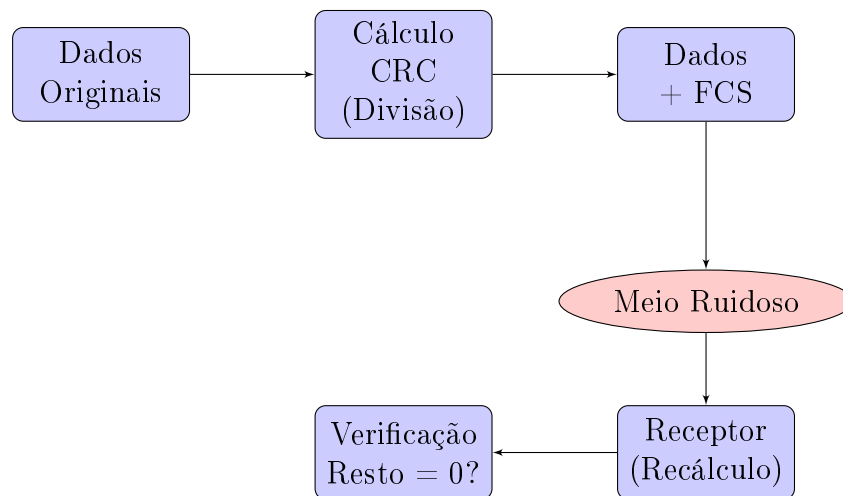 Dados
Originais
Cálculo
CRC
(Divisão)
Dados
+ FCS
Meio Ruidoso
Receptor
(Recálculo)
Verificação
Resto = 0?